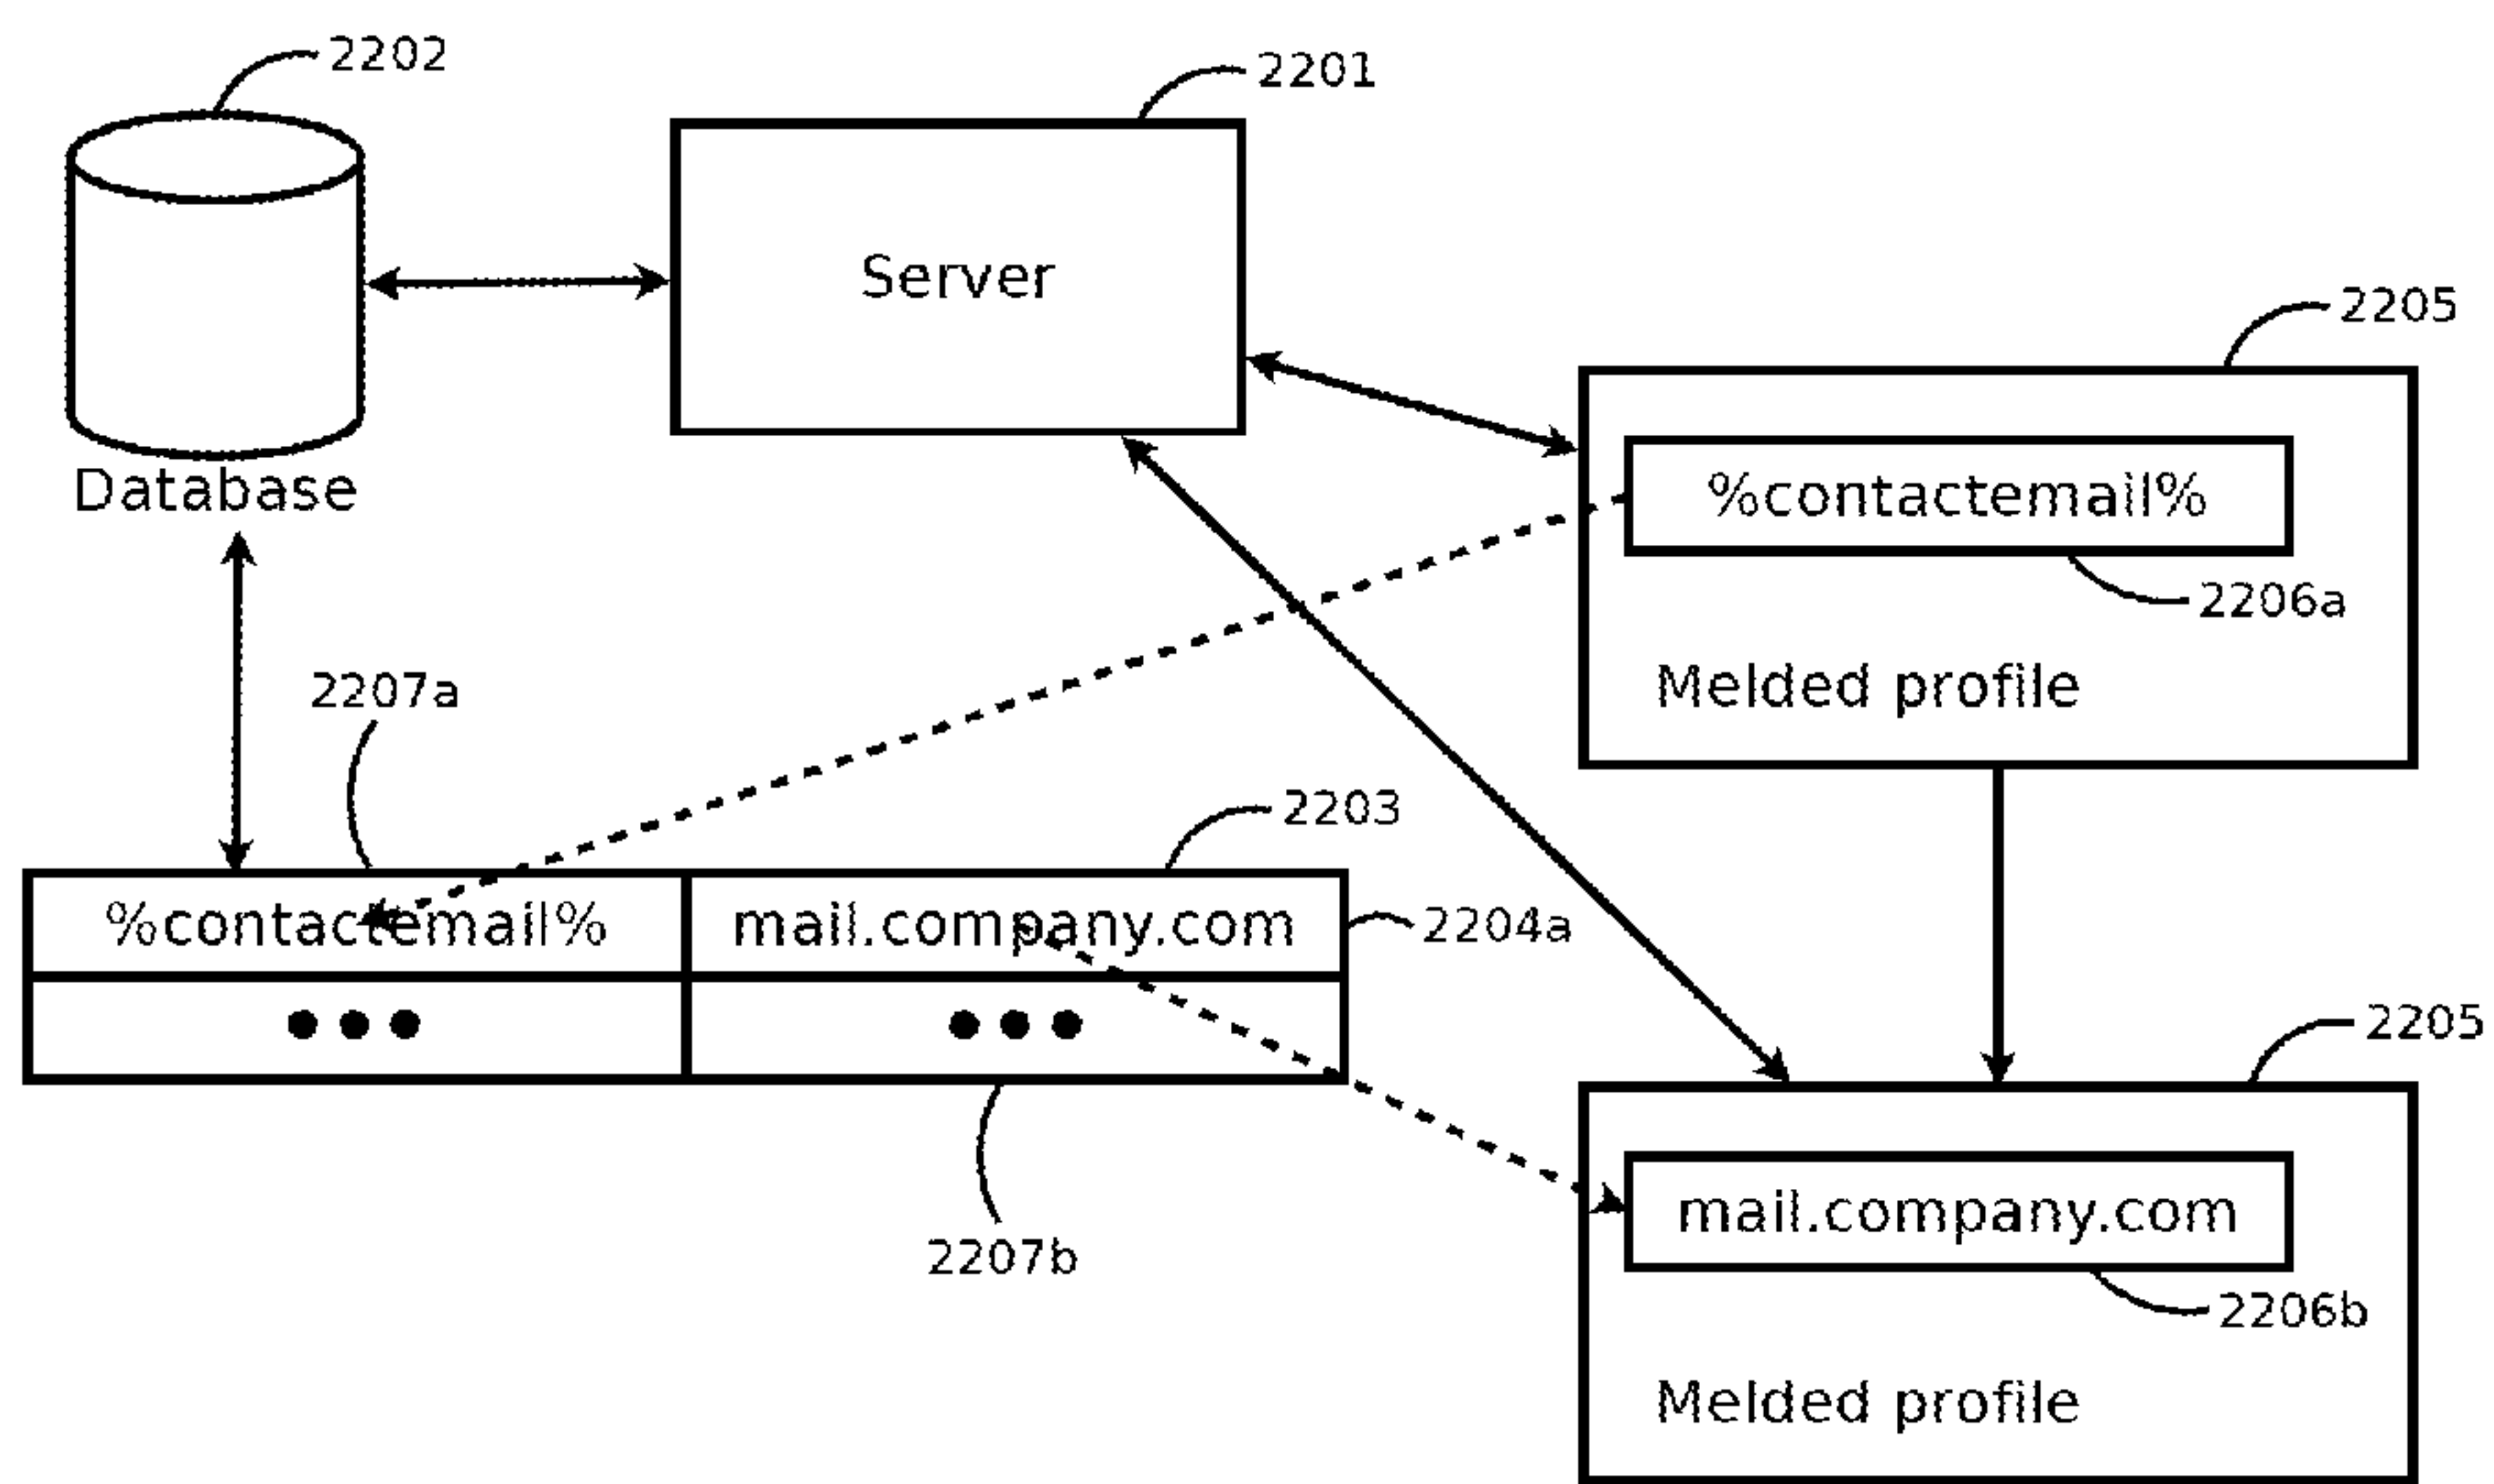 2202
2201
Server
2205
%contactemail%
Database
2206a
Melded profile
2207a
2203
%contactemail% mail.company.com
2204a
2205
mail.company.com
2207b
2206b
Melded profile